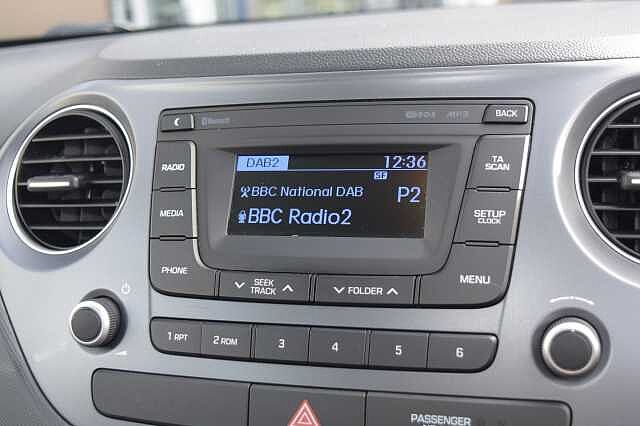 Bluetooth MP3 BACK
RADIO DAB2 12:36 TA SCAN
SF
BBC National DAB P2
MEDIA BBC Radio2 SETUP CLOCK
PHONE SEEK TRACK FOLDER MENU
1 RPT 2 RDM 3 4 5 6
PASSENGER